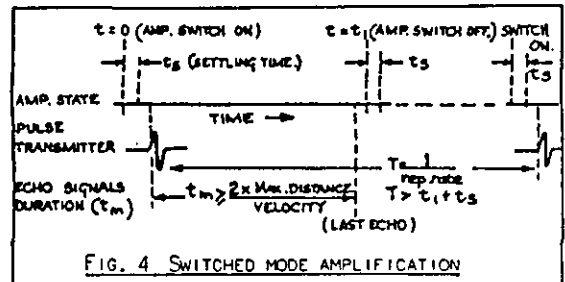 t = 0 (AMP. SWITCH ON) t = t₁ (AMP. SWITCH OFF.) SWITCH ON.
ts (SETTLING TIME.) ts ts
AMP. STATE
TIME →
PULSE TRANSMITTER
T = 1 / rep rate
ECHO SIGNALS DURATION (tm)
tm ≥ 2 x MAX. DISTANCE / VELOCITY
T > t₁ + ts
(LAST ECHO)
FIG. 4 SWITCHED MODE AMPLIFICATION